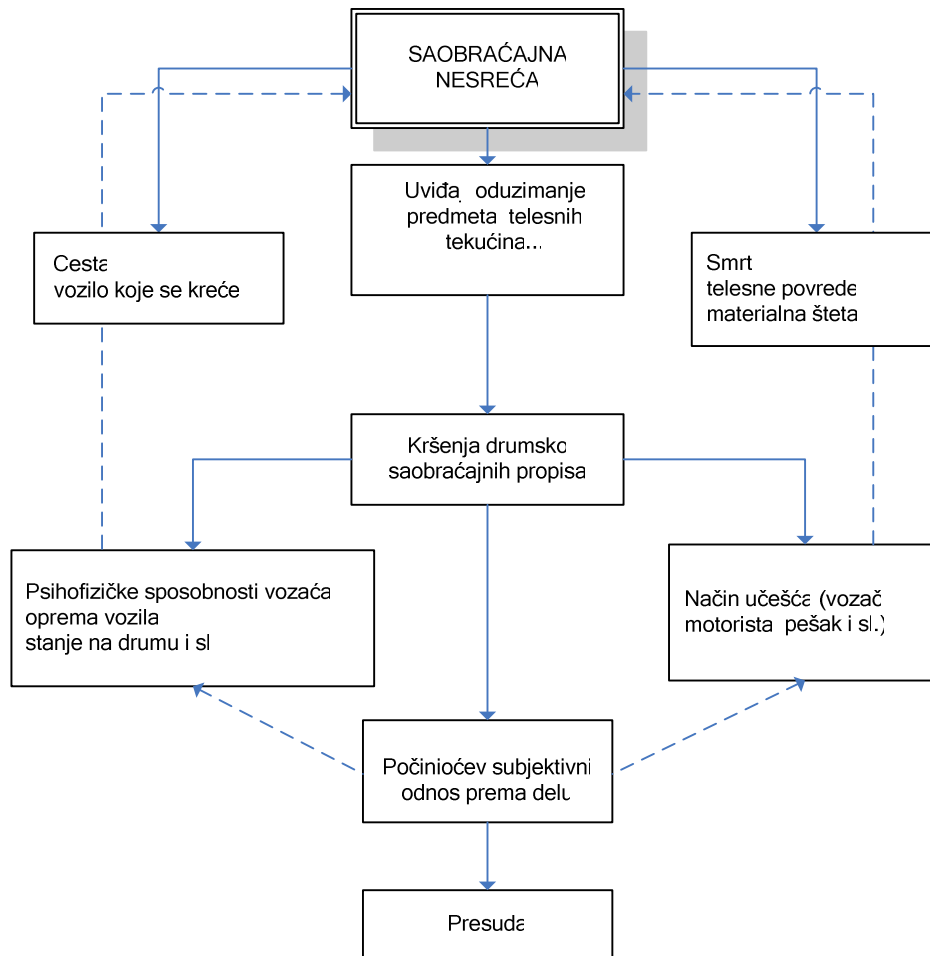 SAOBRAĆAJNA
NESREĆA
Uviđaj oduzimanje
predmeta telesnih
tekućina...
Cesta
vozilo koje se kreće
Smrt
telesne povrede
materialna šteta
Kršenja drumsko
saobraćajnih propisa
Psihofizičke sposobnosti vozaća
oprema vozila
stanje na drumu i sl
Način učešća (vozač
motorista pešak i sl.)
Počiniočev subjektivni
odnos prema delu
Presuda